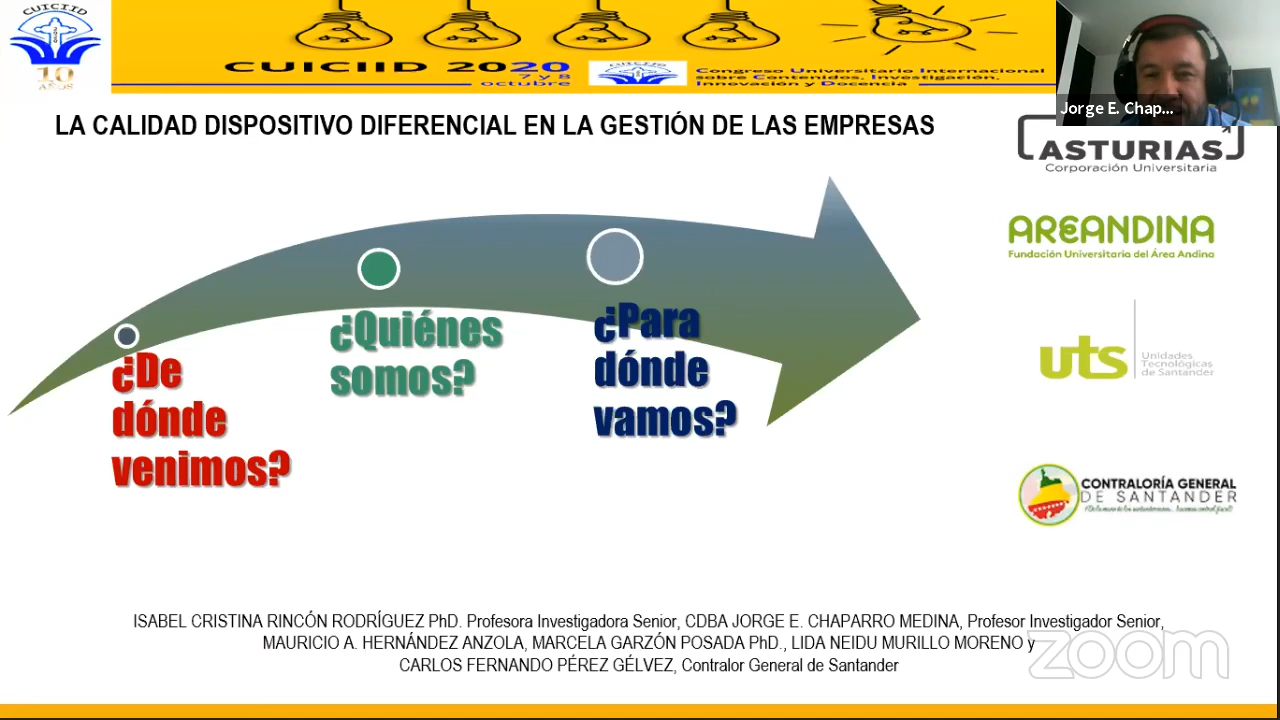 CUICIID
10
AÑOS
CUICIID 2020
7 y 8
octubre
CUICIID
Congreso Universitario Internacional
sobre Contenidos, Investigación,
Innovación y Docencia
Jorge E. Chap...
LA CALIDAD DISPOSITIVO DIFERENCIAL EN LA GESTIÓN DE LAS EMPRESAS
ASTURIAS
Corporación Universitaria
AREANDINA
Fundación Universitaria del Área Andina
¿De
dónde
venimos?
¿Quiénes
somos?
¿Para
dónde
vamos?
uts
Unidades
Tecnológicas
de Santander
CONTRALORÍA GENERAL
DE SANTANDER
ISABEL CRISTINA RINCÓN RODRÍGUEZ PhD. Profesora Investigadora Senior, CDBA JORGE E. CHAPARRO MEDINA, Profesor Investigador Senior,
MAURICIO A. HERNÁNDEZ ANZOLA, MARCELA GARZÓN POSADA PhD., LIDA NEIDU MURILLO MORENO y
CARLOS FERNANDO PÉREZ GÉLVEZ, Contralor General de Santander
zoom